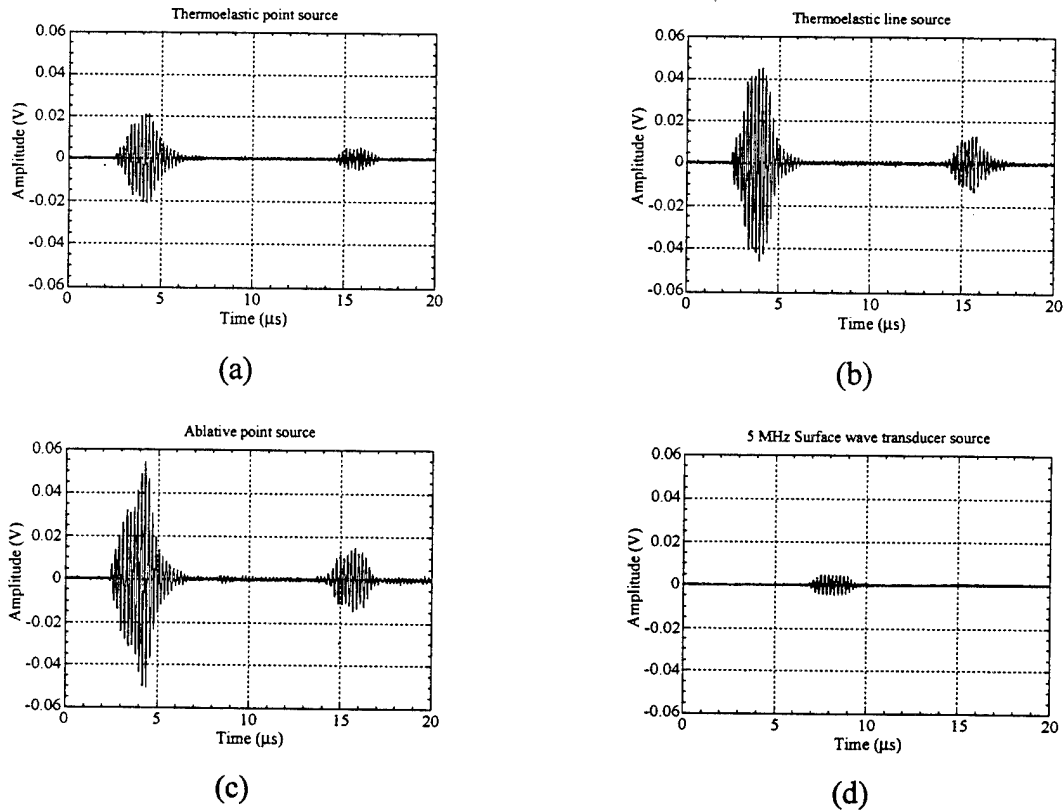 Thermoelastic point source
0.06
0.04
0.02
0
-0.02
-0.04
-0.06
Amplitude (V)
0 5 10 15 20
Time (μs)
(a)
Thermoelastic line source
0.06
0.04
0.02
0
-0.02
-0.04
-0.06
Amplitude (V)
0 5 10 15 20
Time (μs)
(b)
Ablative point source
0.06
0.04
0.02
0
-0.02
-0.04
-0.06
Amplitude (V)
0 5 10 15 20
Time (μs)
(c)
5 MHz Surface wave transducer source
0.06
0.04
0.02
0
-0.02
-0.04
-0.06
Amplitude (V)
0 5 10 15 20
Time (μs)
(d)